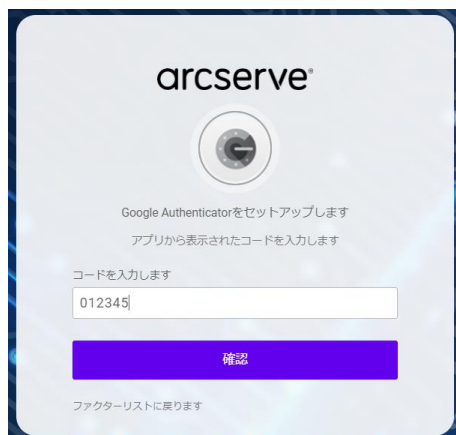 arcserve®
Google Authenticatorをセットアップします
アプリから表示されたコードを入力します
コードを入力します
012345
確認
ファクターリストに戻ります